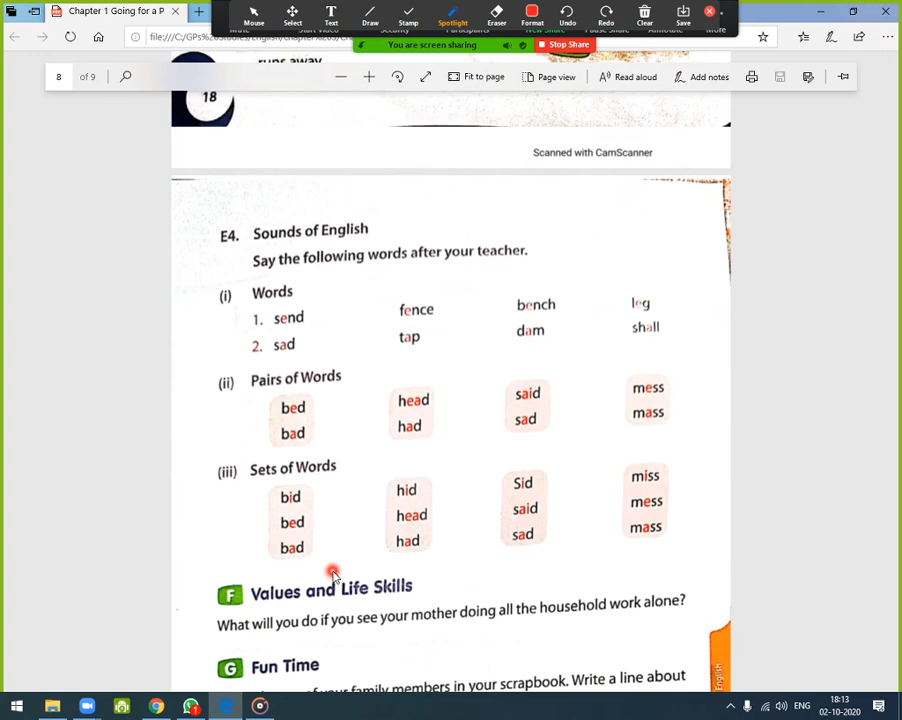 Chapter 1 Going for a P
Mouse Select Text Draw Stamp Spotlight Eraser Format Undo Redo Clear Save
You are screen sharing Stop Share
8 of 9 Fit to page Page view Read aloud Add notes
runs away
18
Scanned with CamScanner
E4. Sounds of English
Say the following words after your teacher.
(i) Words
1. send fence bench leg
2. sad tap dam shall
(ii) Pairs of Words
bed head said mess
bad had sad mass
(iii) Sets of Words
bid hid Sid miss
bed head said mess
bad had sad mass
F Values and Life Skills
What will you do if you see your mother doing all the household work alone?
G Fun Time
of your family members in your scrapbook. Write a line about
English
ENG 18:13
02-10-2020